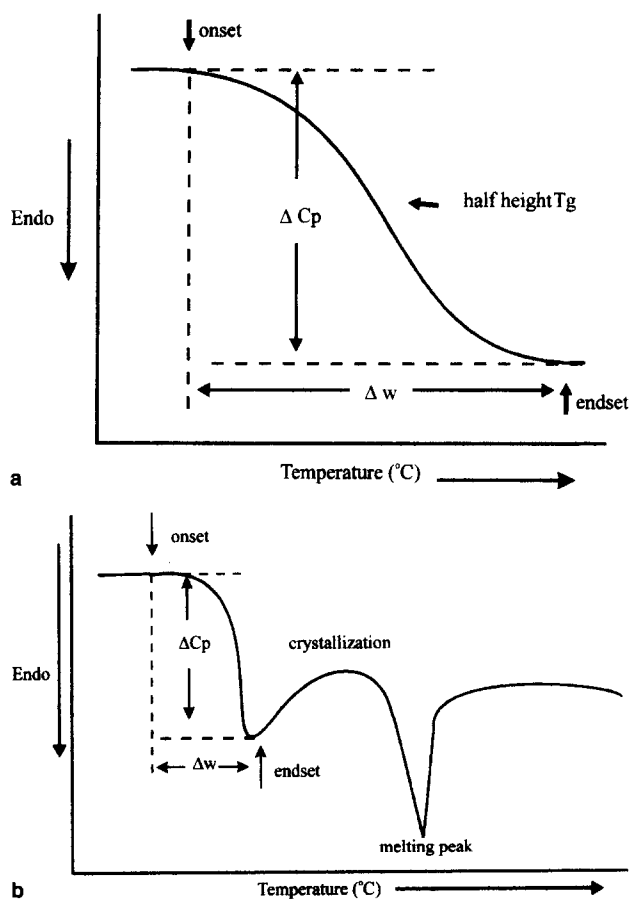 onset
Δ Cp
half height Tg
Endo
Δ w
endset
Temperature (°C)
a
onset
ΔCp
crystallization
Endo
Δw
endset
melting peak
Temperature (°C)
b